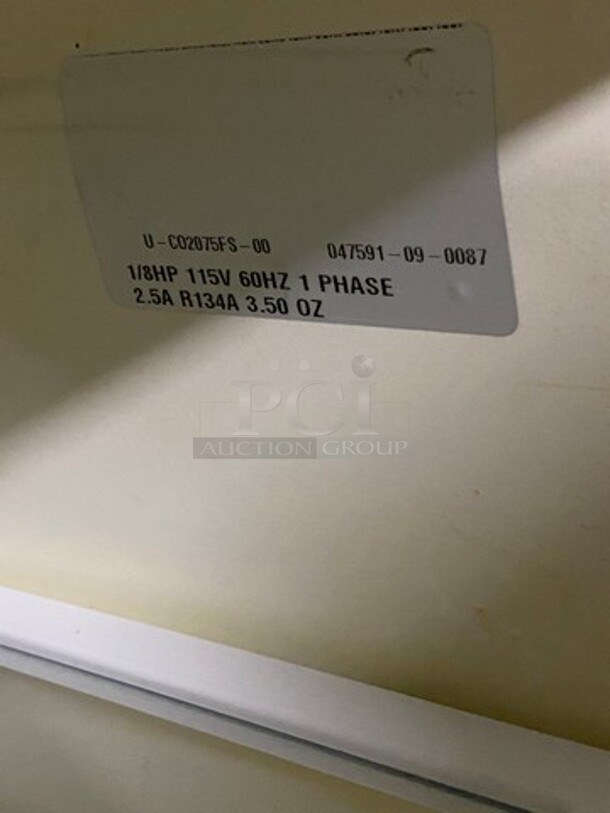 U-CO2075FS-00 047591-09-0087
1/8HP 115V 60HZ 1 PHASE
2.5A R134A 3.50 OZ
PCI
AUCTION GROUP